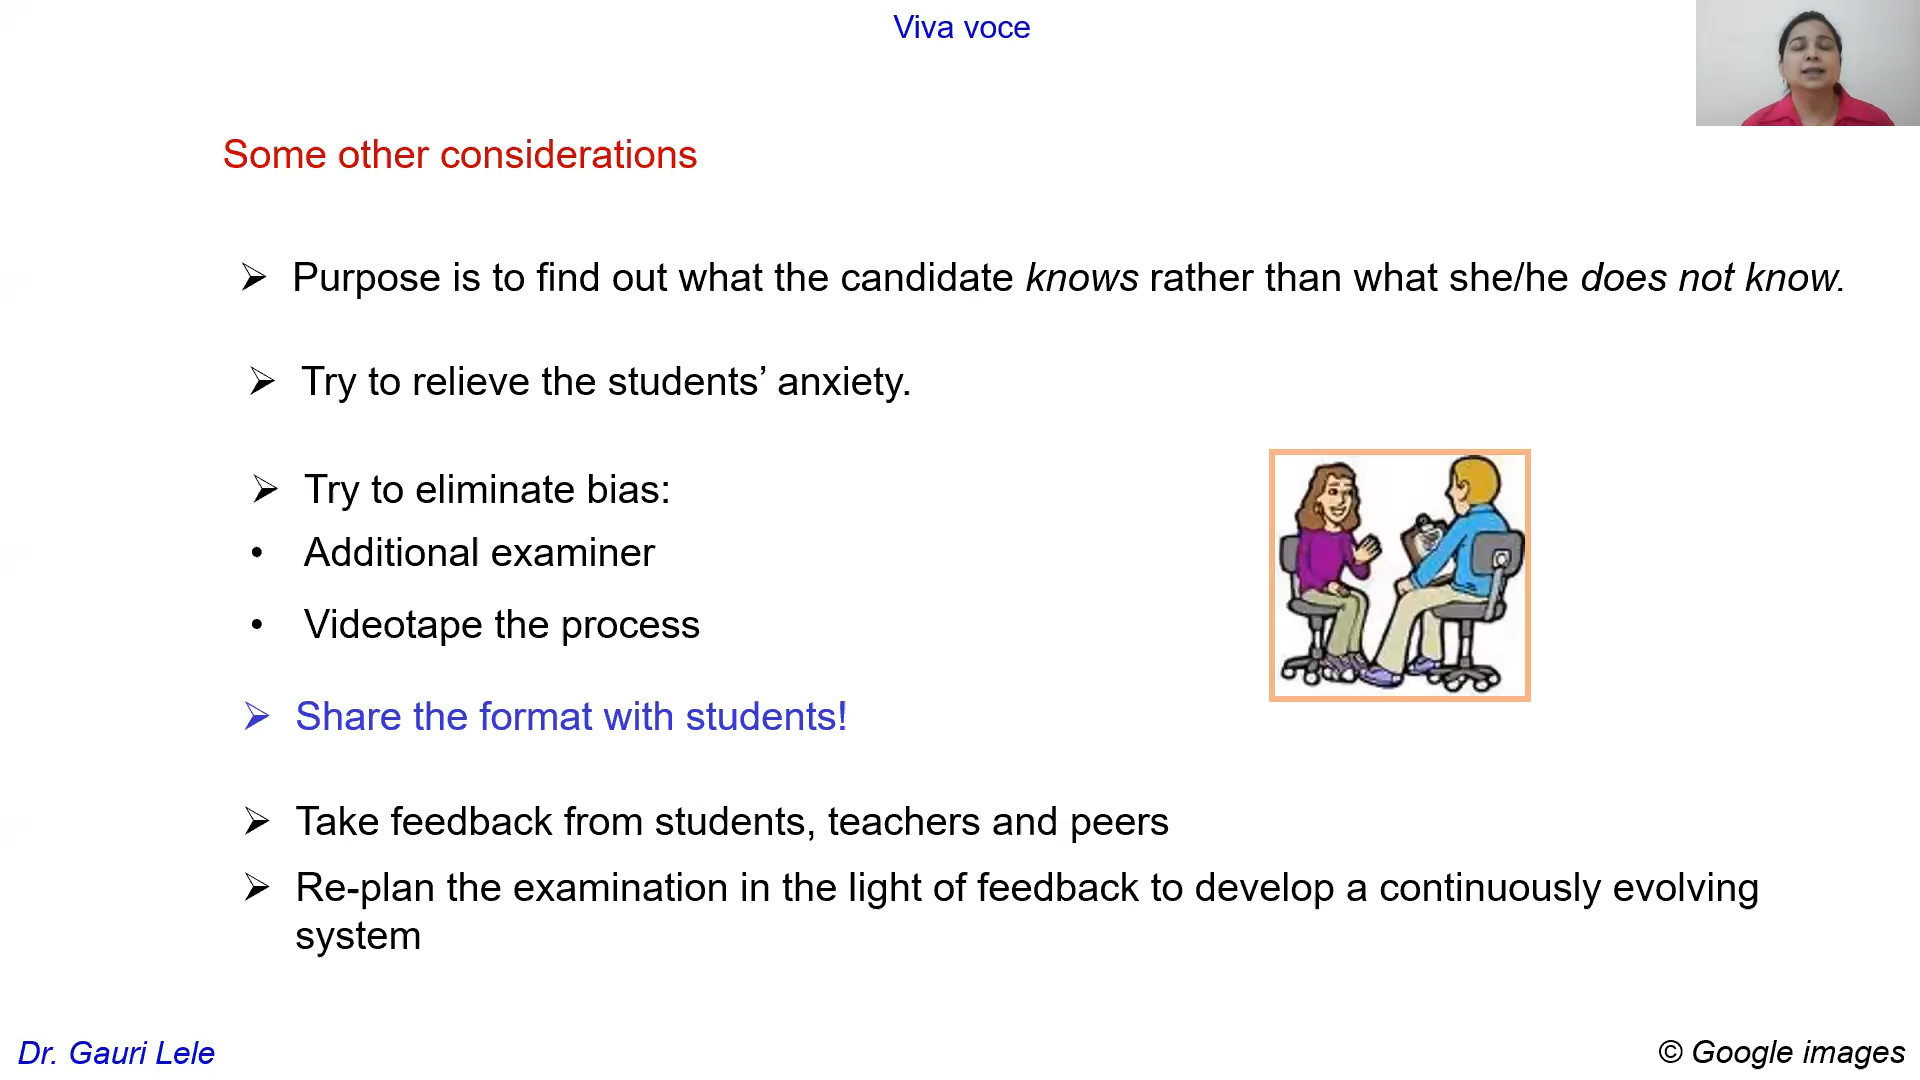 Viva voce
Some other considerations
➢ Purpose is to find out what the candidate knows rather than what she/he does not know.
➢ Try to relieve the students’ anxiety.
➢ Try to eliminate bias:
• Additional examiner
• Videotape the process
➢ Share the format with students!
➢ Take feedback from students, teachers and peers
➢ Re-plan the examination in the light of feedback to develop a continuously evolving
system
Dr. Gauri Lele
© Google images